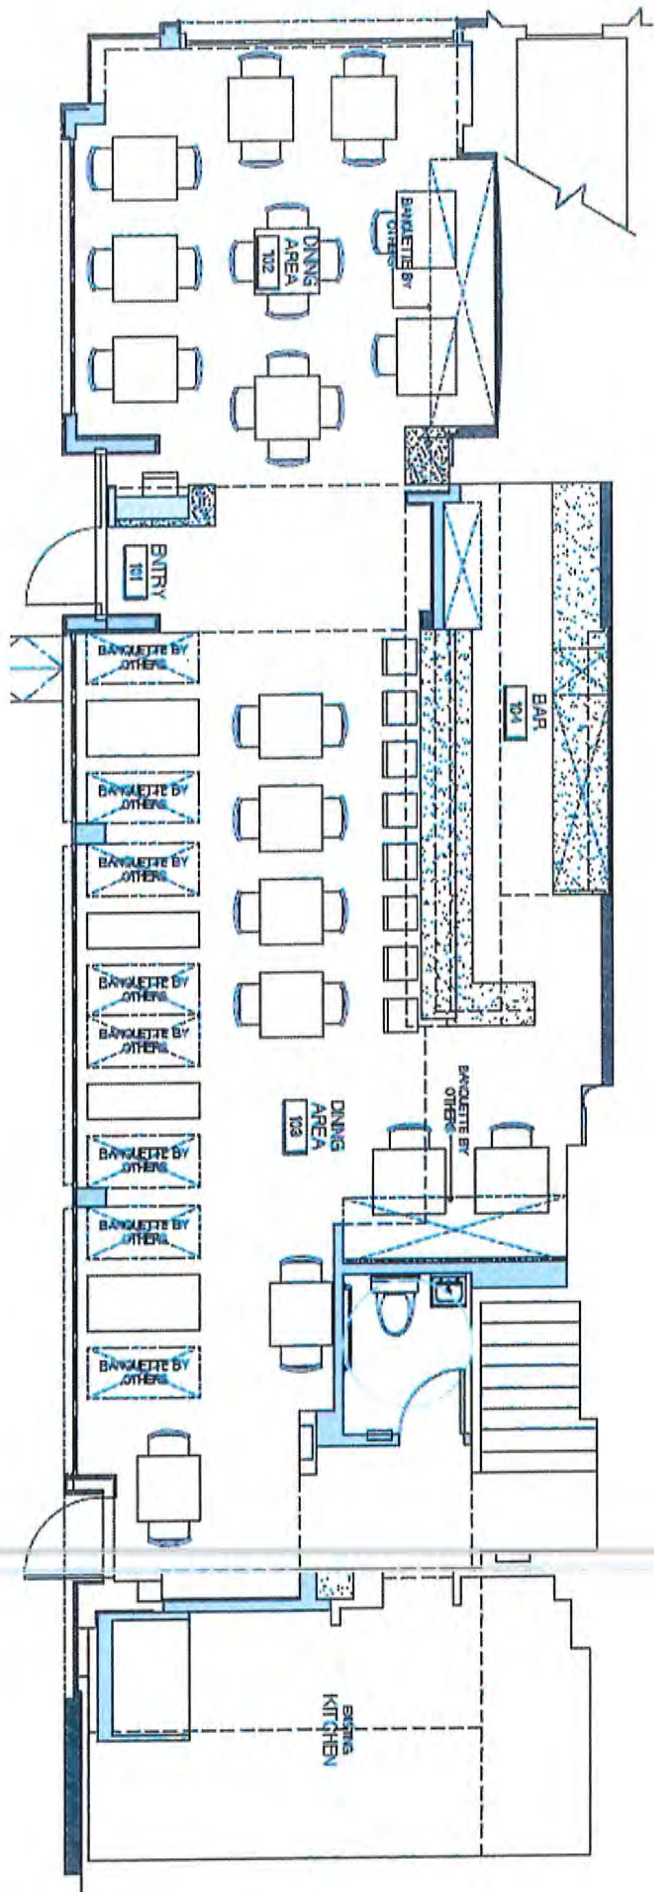 BANQUETTE BY
OTHERS
DINING
AREA
102
ENTRY
101
BANQUETTE BY
OTHERS
BAR
104
BANQUETTE BY
OTHERS
BANQUETTE BY
OTHERS
BANQUETTE BY
OTHERS
BANQUETTE BY
OTHERS
BANQUETTE BY
OTHERS
DINING
AREA
103
BANQUETTE BY
OTHERS
BANQUETTE BY
OTHERS
BANQUETTE BY
OTHERS
EXISTING
KITCHEN